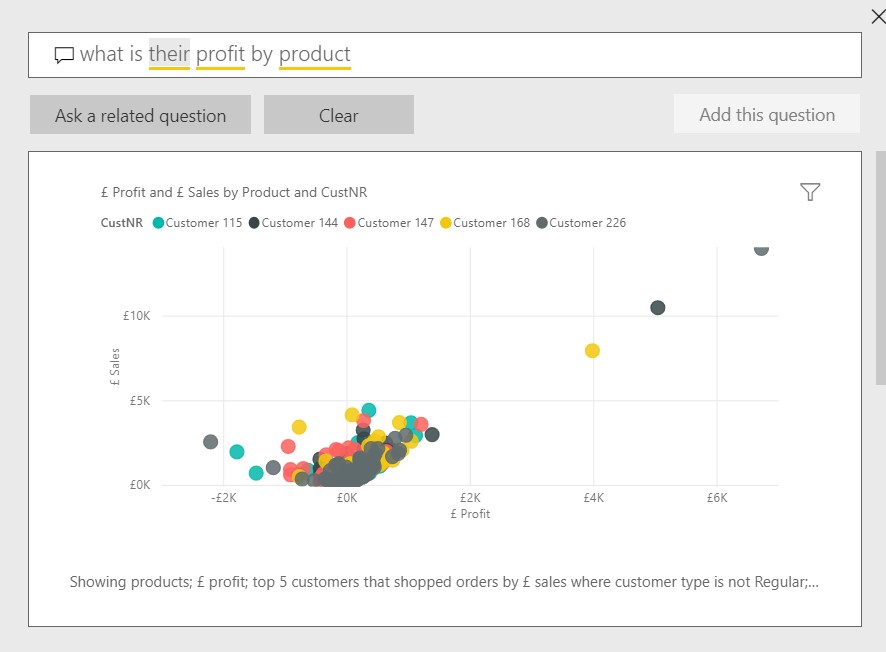 what is their profit by product
Ask a related question
Clear
Add this question
£ Profit and £ Sales by Product and CustNR
CustNR Customer 115 Customer 144 Customer 147 Customer 168 Customer 226
£10K
£5K
£0K
£ Sales
-£2K £0K £2K £4K £6K
£ Profit
Showing products; £ profit; top 5 customers that shopped orders by £ sales where customer type is not Regular;...